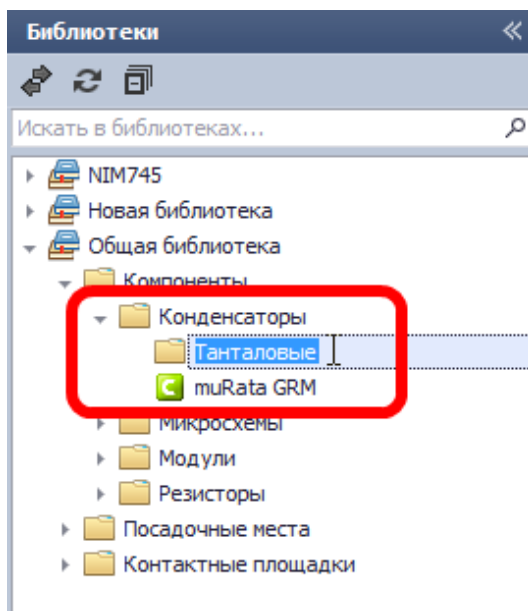 Библиотеки
Искать в библиотеках...
NIM745
Новая библиотека
Общая библиотека
Компоненты
Конденсаторы
Танталовые
muRata GRM
Микросхемы
Модули
Резисторы
Посадочные места
Контактные площадки